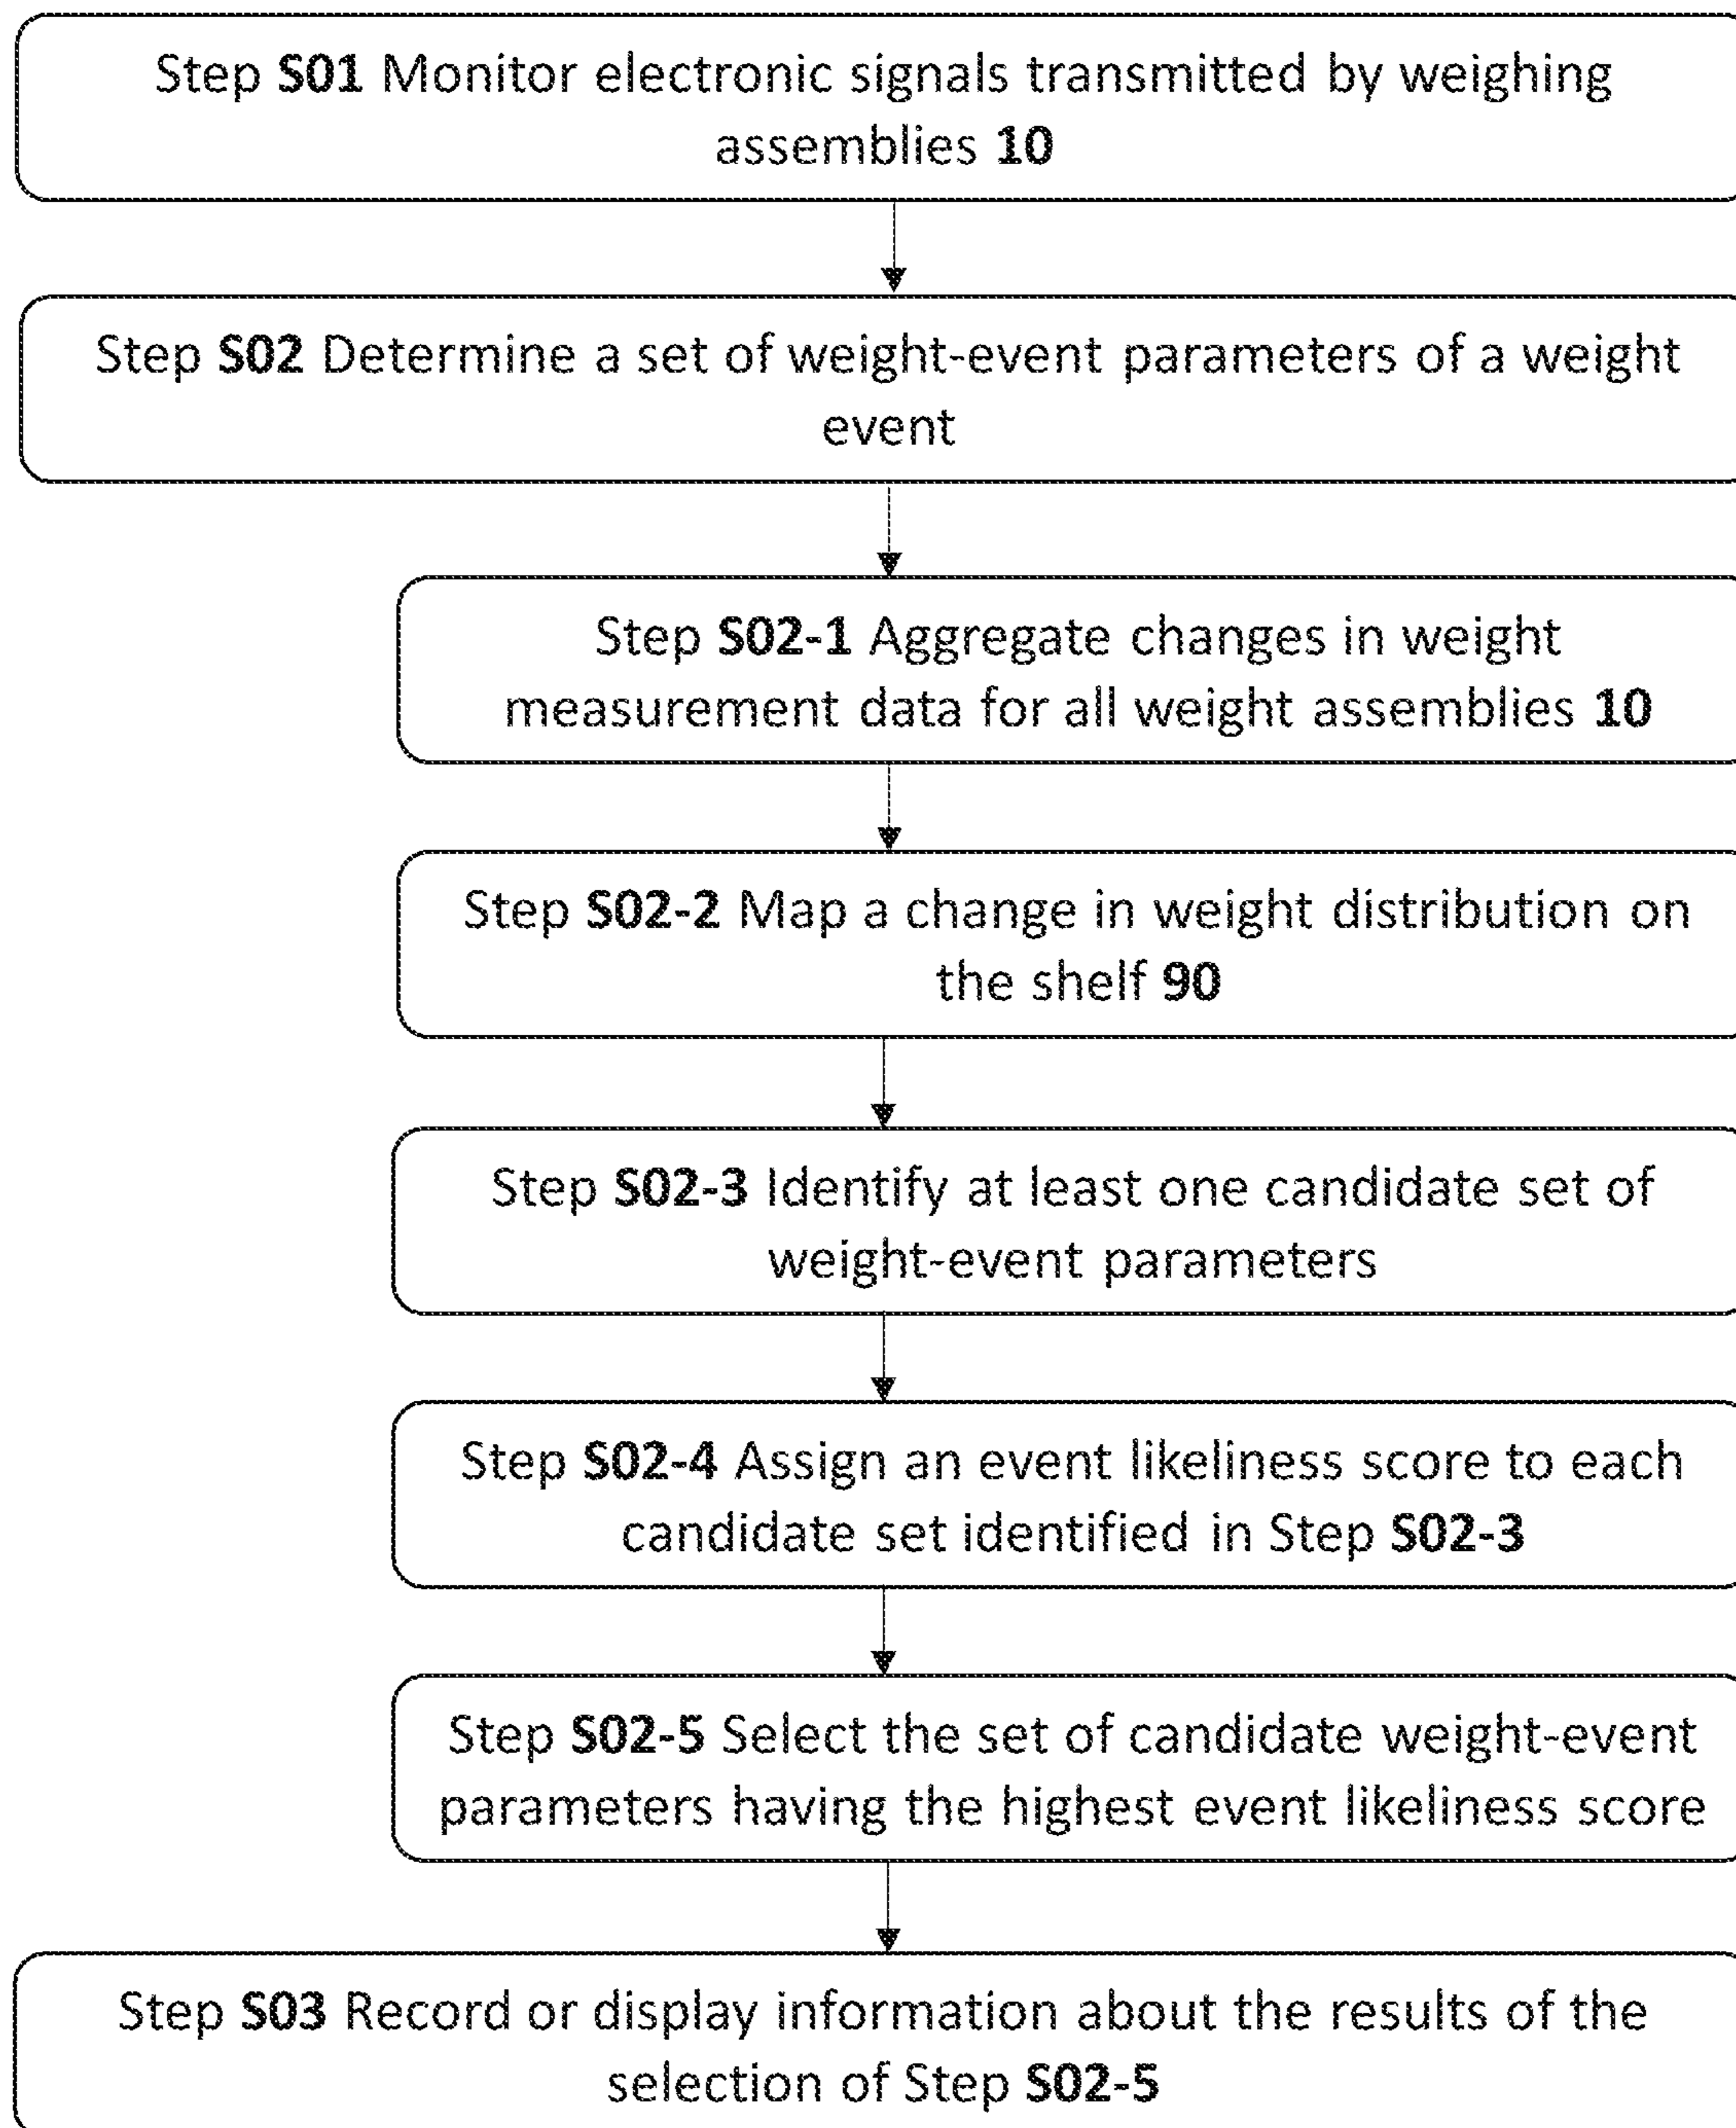 Step S01 Monitor electronic signals transmitted by weighing
assemblies 10
Step S02 Determine a set of weight-event parameters of a weight
event
Step S02-1 Aggregate changes in weight
measurement data for all weight assemblies 10
Step S02-2 Map a change in weight distribution on
the shelf 90
Step S02-3 Identify at least one candidate set of
weight-event parameters
Step S02-4 Assign an event likeliness score to each
candidate set identified in Step S02-3
Step S02-5 Select the set of candidate weight-event
parameters having the highest event likeliness score
Step S03 Record or display information about the results of the
selection of Step S02-5